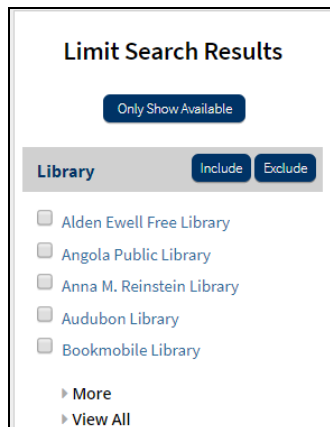 Limit Search Results
Only Show Available
Library Include Exclude
Alden Ewell Free Library
Angola Public Library
Anna M. Reinstein Library
Audubon Library
Bookmobile Library
More
View All